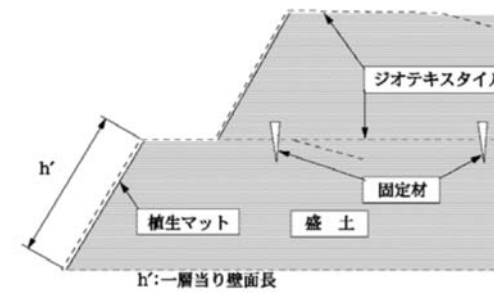 ジオテキスタイル
h′
固定材
植生マット
盛　土
h′:一層当り壁面長